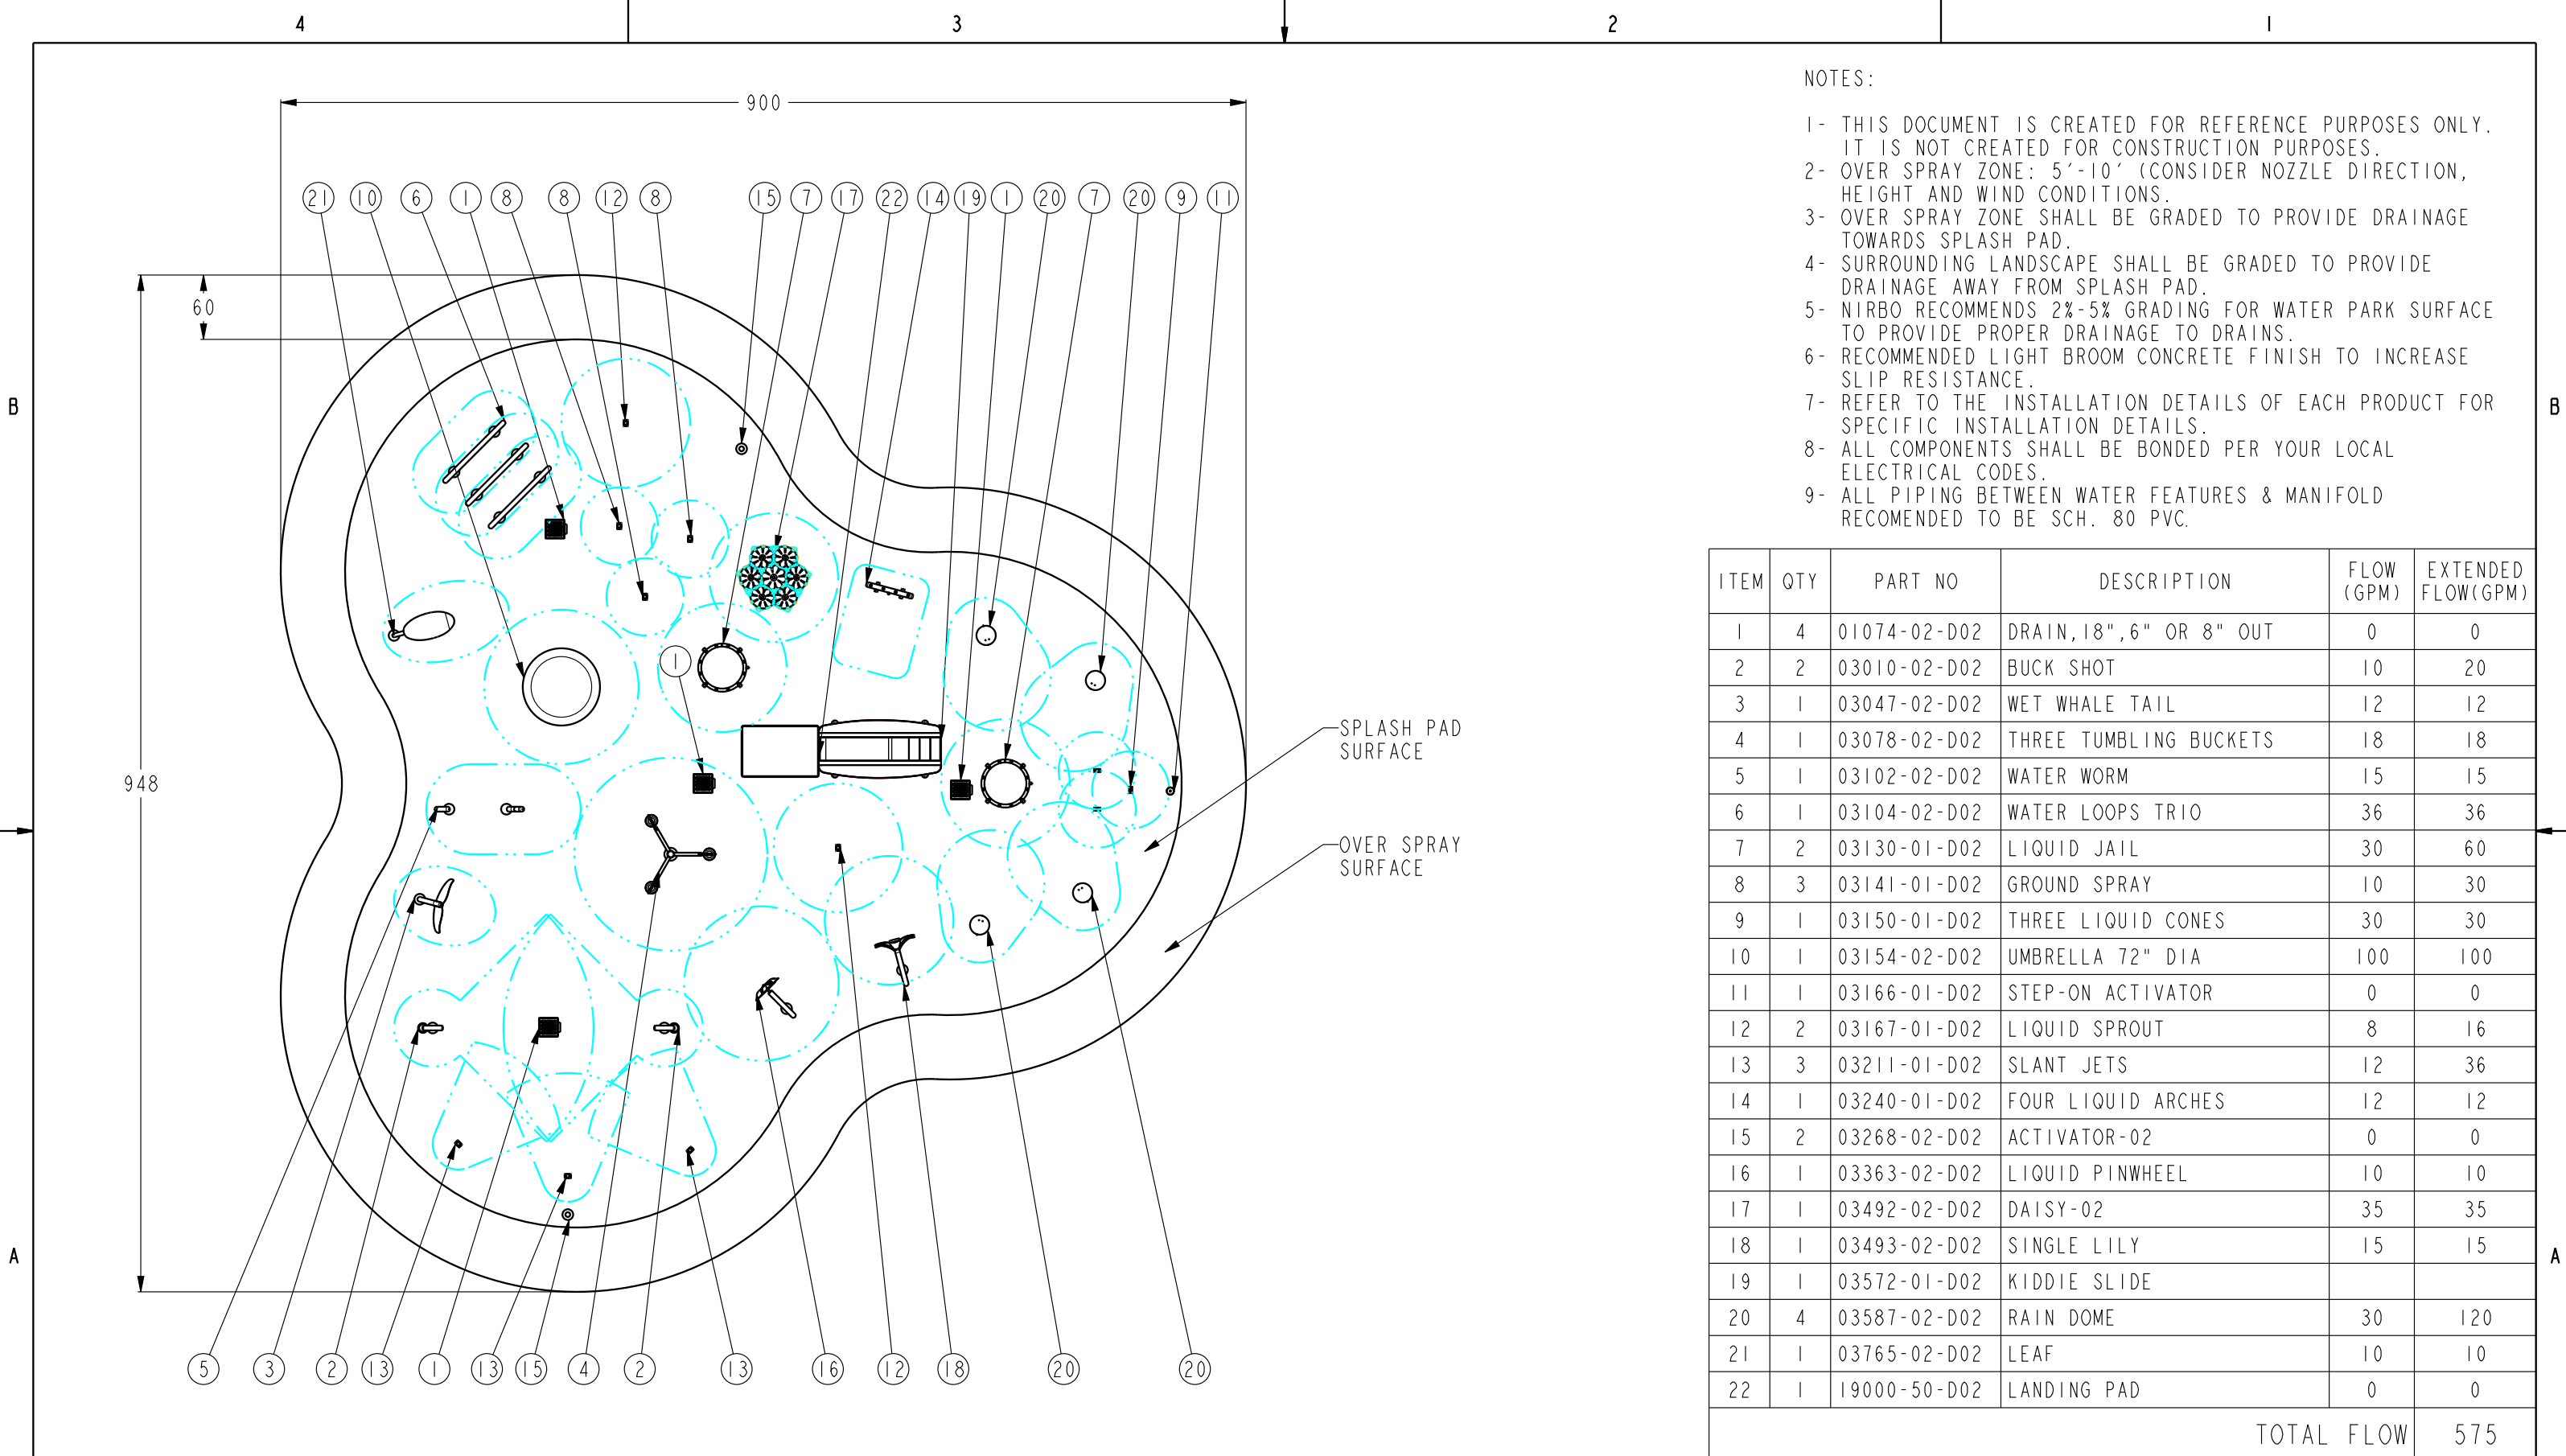 4 3 2 1
900
21 10 6 1 8 8 12 8 15 7 17 22 14 19 1 20 7 20 9 11
60
B
1
948
SPLASH PAD
SURFACE
OVER SPRAY
SURFACE
A
5 3 2 13 1 13 15 4 2 13 16 12 18 20 20
NOTES:
1- THIS DOCUMENT IS CREATED FOR REFERENCE PURPOSES ONLY.
IT IS NOT CREATED FOR CONSTRUCTION PURPOSES.
2- OVER SPRAY ZONE: 5´-10´ (CONSIDER NOZZLE DIRECTION,
HEIGHT AND WIND CONDITIONS.
3- OVER SPRAY ZONE SHALL BE GRADED TO PROVIDE DRAINAGE
TOWARDS SPLASH PAD.
4- SURROUNDING LANDSCAPE SHALL BE GRADED TO PROVIDE
DRAINAGE AWAY FROM SPLASH PAD.
5- NIRBO RECOMMENDS 2%-5% GRADING FOR WATER PARK SURFACE
TO PROVIDE PROPER DRAINAGE TO DRAINS.
6- RECOMMENDED LIGHT BROOM CONCRETE FINISH TO INCREASE
SLIP RESISTANCE.
7- REFER TO THE INSTALLATION DETAILS OF EACH PRODUCT FOR
SPECIFIC INSTALLATION DETAILS.
8- ALL COMPONENTS SHALL BE BONDED PER YOUR LOCAL
ELECTRICAL CODES.
9- ALL PIPING BETWEEN WATER FEATURES & MANIFOLD
RECOMENDED TO BE SCH. 80 PVC.
B
ITEM QTY PART NO DESCRIPTION FLOW (GPM) EXTENDED FLOW(GPM)
1 4 01074-02-D02 DRAIN,18",6" OR 8" OUT 0 0
2 2 03010-02-D02 BUCK SHOT 10 20
3 1 03047-02-D02 WET WHALE TAIL 12 12
4 1 03078-02-D02 THREE TUMBLING BUCKETS 18 18
5 1 03102-02-D02 WATER WORM 15 15
6 1 03104-02-D02 WATER LOOPS TRIO 36 36
7 2 03130-01-D02 LIQUID JAIL 30 60
8 3 03141-01-D02 GROUND SPRAY 10 30
9 1 03150-01-D02 THREE LIQUID CONES 30 30
10 1 03154-02-D02 UMBRELLA 72" DIA 100 100
11 1 03166-01-D02 STEP-ON ACTIVATOR 0 0
12 2 03167-01-D02 LIQUID SPROUT 8 16
13 3 03211-01-D02 SLANT JETS 12 36
14 1 03240-01-D02 FOUR LIQUID ARCHES 12 12
15 2 03268-02-D02 ACTIVATOR-02 0 0
16 1 03363-02-D02 LIQUID PINWHEEL 10 10
17 1 03492-02-D02 DAISY-02 35 35
18 1 03493-02-D02 SINGLE LILY 15 15
19 1 03572-01-D02 KIDDIE SLIDE
20 4 03587-02-D02 RAIN DOME 30 120
21 1 03765-02-D02 LEAF 10 10
22 1 19000-50-D02 LANDING PAD 0 0
TOTAL FLOW 575
A